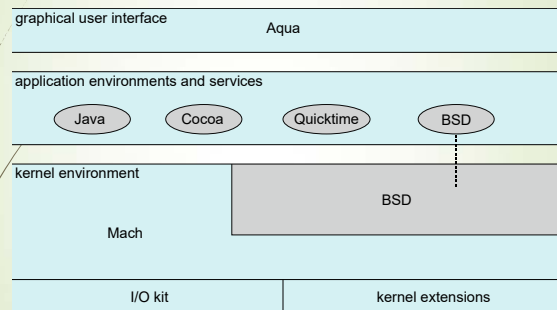 graphical user interface
Aqua
application environments and services
Java Cocoa Quicktime BSD
kernel environment
BSD
Mach
I/O kit kernel extensions